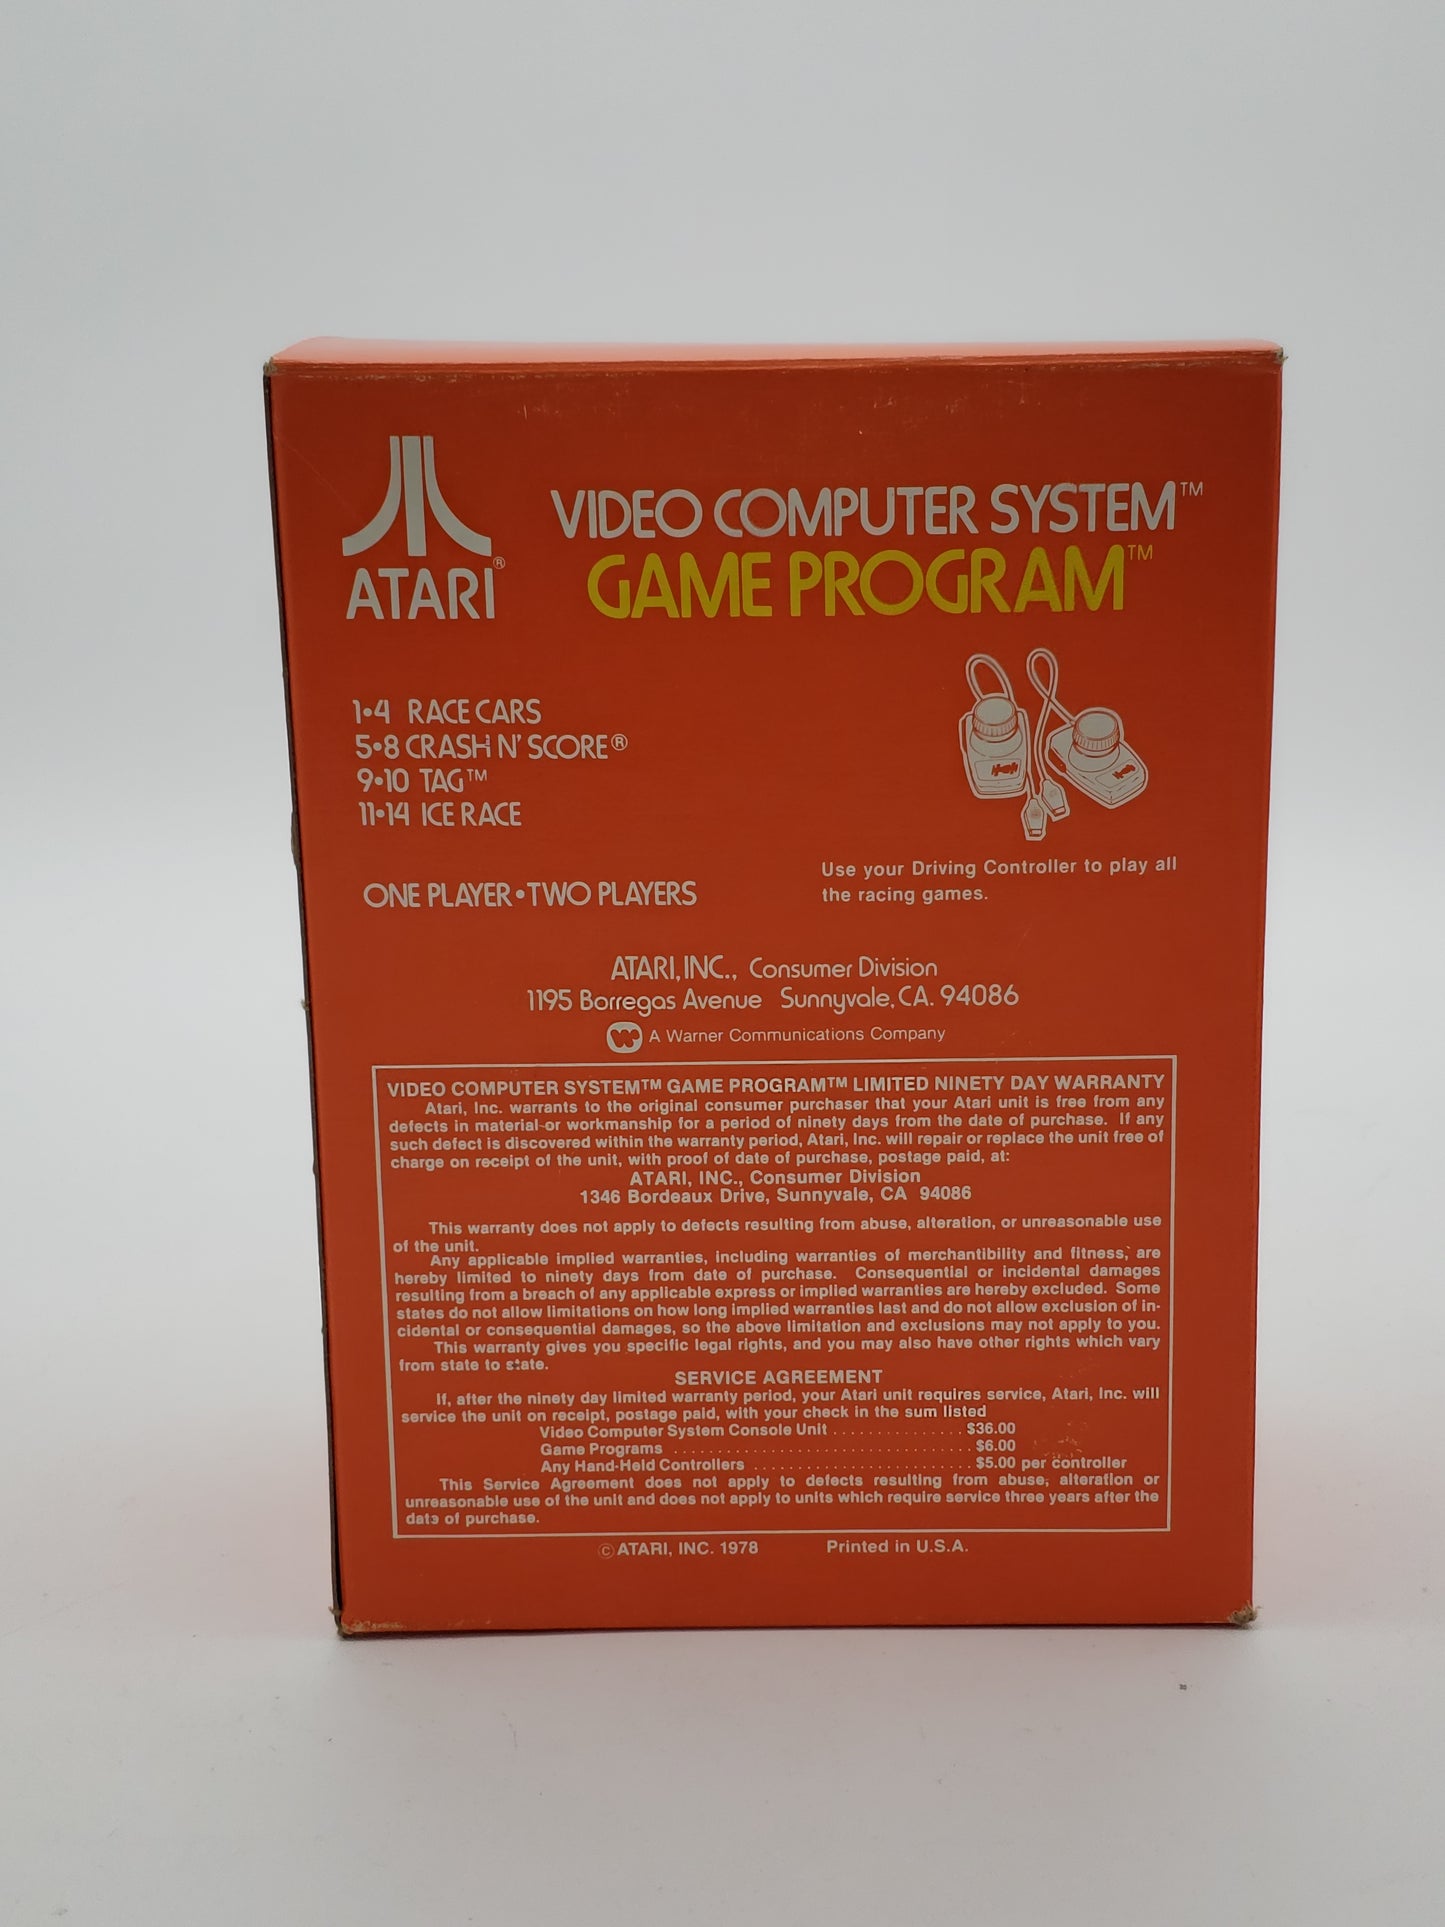 VIDEO COMPUTER SYSTEM™
GAME PROGRAM™
ATARI®
1•4 RACE CARS
5•8 CRASH N' SCORE®
9•10 TAG™
11•14 ICE RACE
ONE PLAYER•TWO PLAYERS
Use your Driving Controller to play all
the racing games.
ATARI, INC., Consumer Division
1195 Borregas Avenue Sunnyvale, CA. 94086
A Warner Communications Company
VIDEO COMPUTER SYSTEM™ GAME PROGRAM™ LIMITED NINETY DAY WARRANTY
Atari, Inc. warrants to the original consumer purchaser that your Atari unit is free from any
defects in material or workmanship for a period of ninety days from the date of purchase. If any
such defect is discovered within the warranty period, Atari, Inc. will repair or replace the unit free of
charge on receipt of the unit, with proof of date of purchase, postage paid, at:
ATARI, INC., Consumer Division
1346 Bordeaux Drive, Sunnyvale, CA 94086
This warranty does not apply to defects resulting from abuse, alteration, or unreasonable use
of the unit.
Any applicable implied warranties, including warranties of merchantibility and fitness, are
hereby limited to ninety days from date of purchase. Consequential or incidental damages
resulting from a breach of any applicable express or implied warranties are hereby excluded. Some
states do not allow limitations on how long implied warranties last and do not allow exclusion of in-
cidental or consequential damages, so the above limitation and exclusions may not apply to you.
This warranty gives you specific legal rights, and you may also have other rights which vary
from state to state.
SERVICE AGREEMENT
If, after the ninety day limited warranty period, your Atari unit requires service, Atari, Inc. will
service the unit on receipt, postage paid, with your check in the sum listed
Video Computer System Console Unit . . . . . . . . . . . . . . . $36.00
Game Programs . . . . . . . . . . . . . . . . . . . . . . . . . . . . . . . . . . $6.00
Any Hand-Held Controllers . . . . . . . . . . . . . . . . . . . . . . . . . $5.00 per controller
This Service Agreement does not apply to defects resulting from abuse, alteration or
unreasonable use of the unit and does not apply to units which require service three years after the
date of purchase.
© ATARI, INC. 1978 Printed in U.S.A.